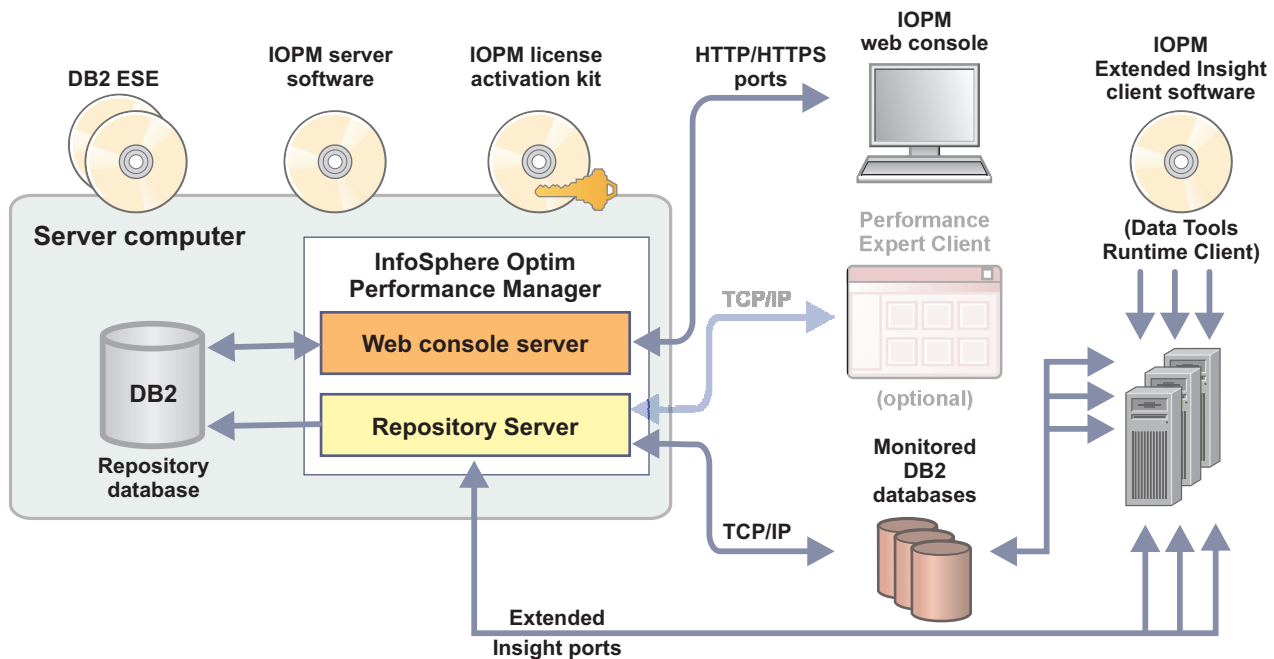 DB2 ESE
IOPM server
software
IOPM license
activation kit
HTTP/HTTPS
ports
IOPM
web console
IOPM
Extended Insight
client software
Server computer
InfoSphere Optim
Performance Manager
Web console server
Repository Server
DB2
Repository
database
TCP/IP
Performance
Expert Client
(optional)
(Data Tools
Runtime Client)
TCP/IP
Monitored
DB2
databases
Extended
Insight ports